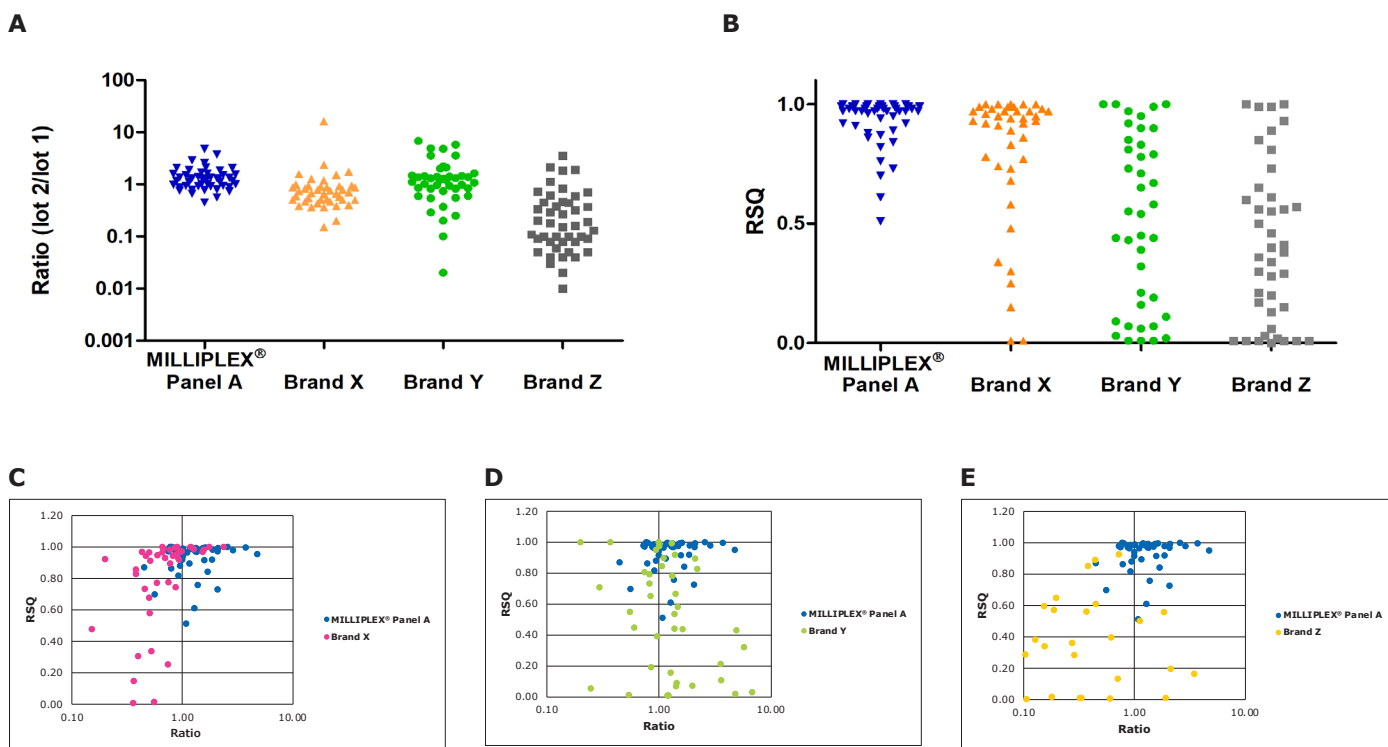 A
B
100
10
1
0.1
0.01
0.001
Ratio (lot 2/lot 1)
MILLIPLEX®
Panel A
Brand X
Brand Y
Brand Z
1.0
0.5
0.0
RSQ
MILLIPLEX®
Panel A
Brand X
Brand Y
Brand Z
C
D
E
1.20
1.00
0.80
0.60
0.40
0.20
0.00
RSQ
0.10
1.00
10.00
Ratio
MILLIPLEX® Panel A
Brand X
1.20
1.00
0.80
0.60
0.40
0.20
0.00
RSQ
0.10
1.00
10.00
Ratio
MILLIPLEX® Panel A
Brand Y
1.20
1.00
0.80
0.60
0.40
0.20
0.00
RSQ
0.10
1.00
10.00
Ratio
MILLIPLEX® Panel A
Brand Z